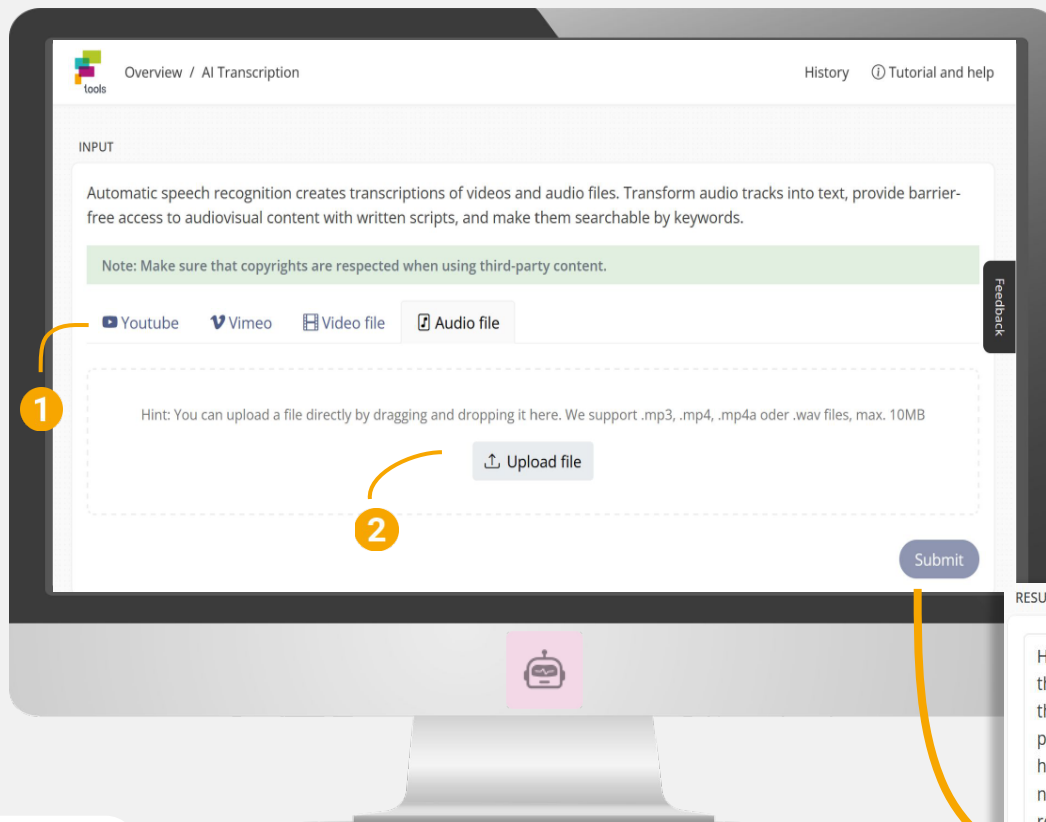 tools
Overview / AI Transcription
History
Tutorial and help
INPUT
Automatic speech recognition creates transcriptions of videos and audio files. Transform audio tracks into text, provide barrier-
free access to audiovisual content with written scripts, and make them searchable by keywords.
Note: Make sure that copyrights are respected when using third-party content.
Feedback
Youtube
Vimeo
Video file
Audio file
1
Hint: You can upload a file directly by dragging and dropping it here. We support .mp3, .mp4, .mp4a oder .wav files, max. 10MB
Upload file
2
Submit